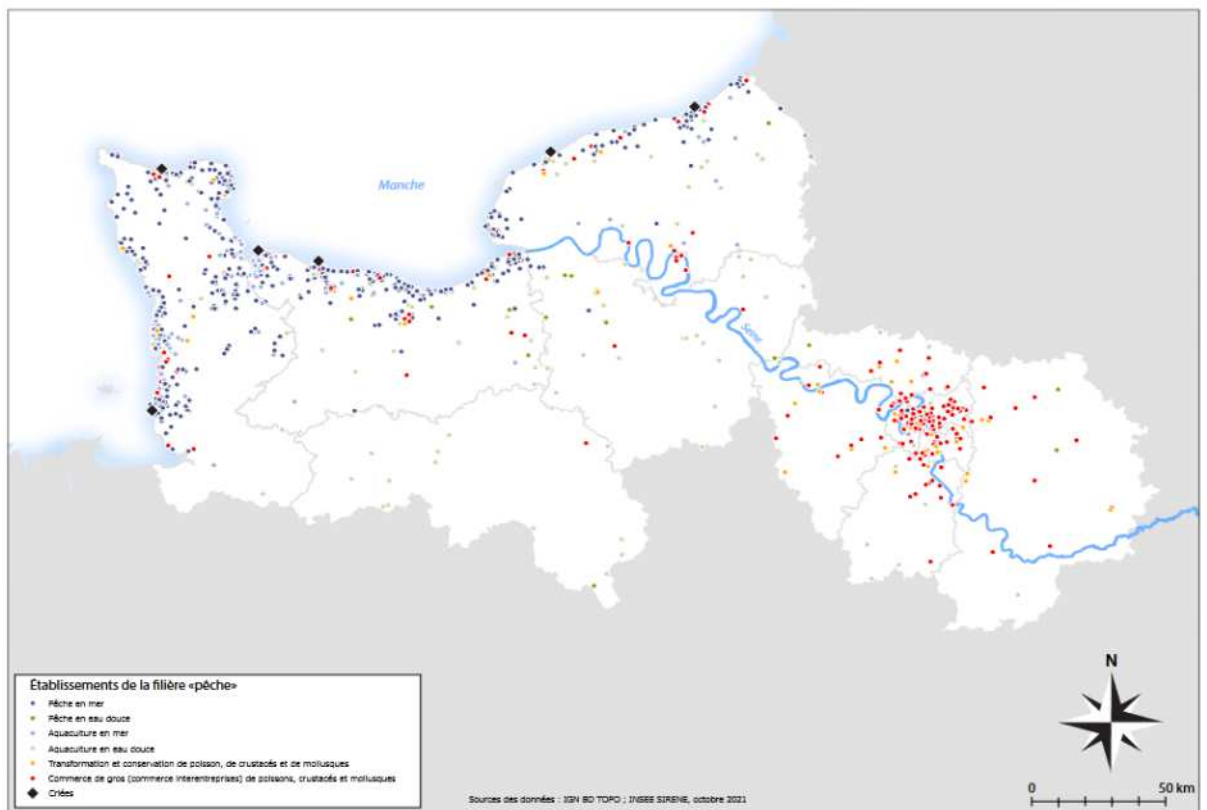 Manche
Seine
Établissements de la filière «pêche»
Pêche en mer
Pêche en eau douce
Aquaculture en mer
Aquaculture en eau douce
Transformation et conservation de poisson, de crustacés et de mollusques
Commerce de gros (commerce interentreprises) de poissons, crustacés et mollusques
Criées
Sources des données : IGN BD TOPO ; INSEE SIRENE, octobre 2021
N
0 50 km